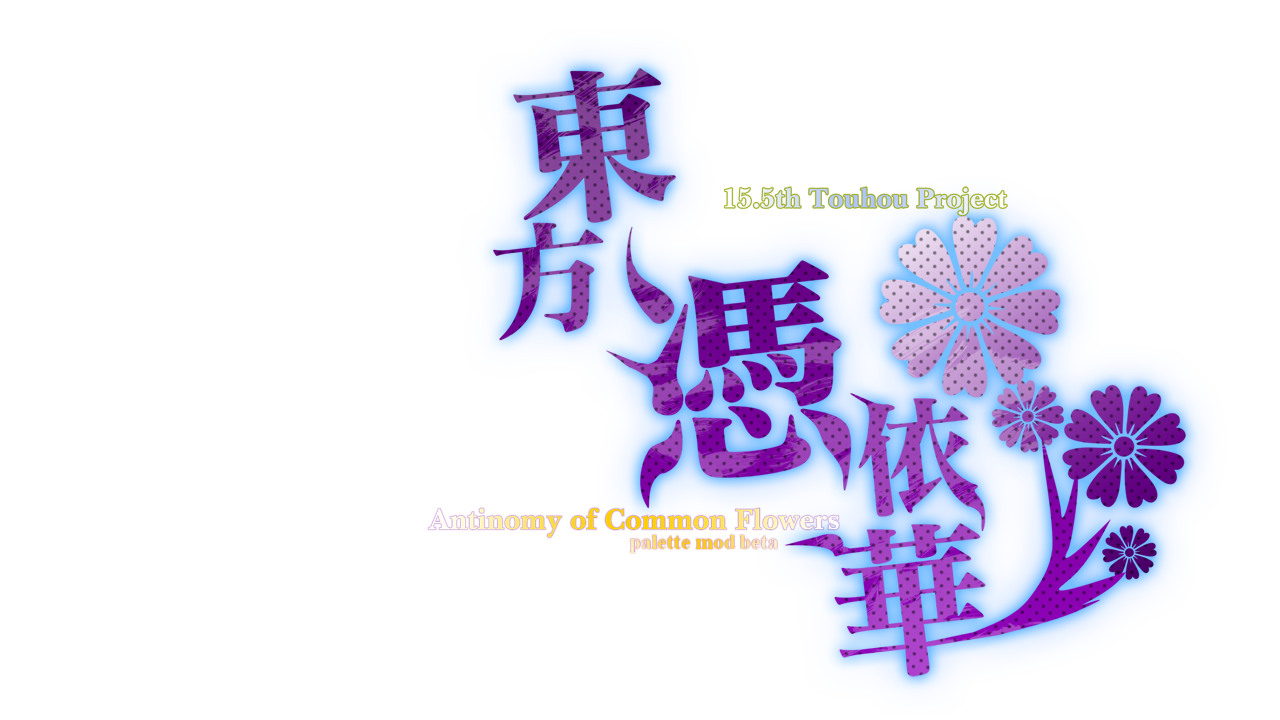 東方憑依華
15.5th Touhou Project
Antinomy of Common Flowers
palette mod beta